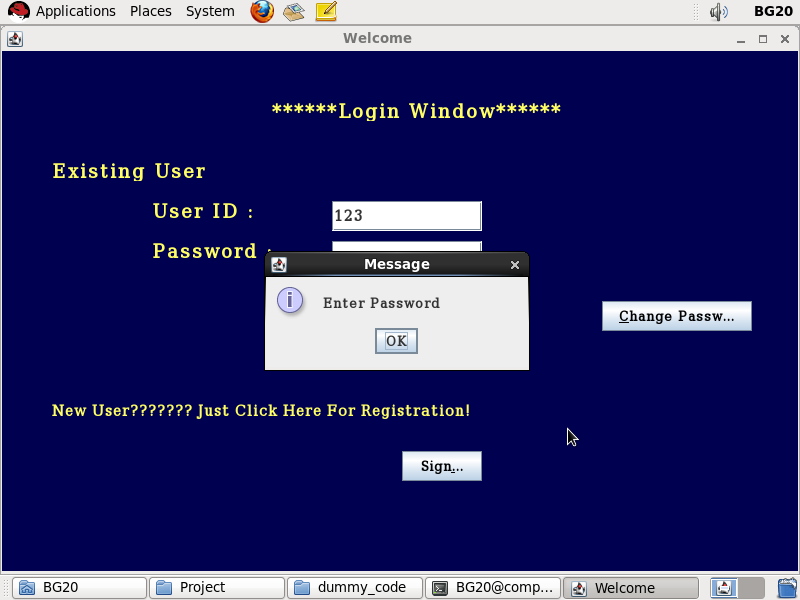 Applications Places System BG20
Welcome
******Login Window******
Existing User
User ID :
123
Password :
Message
Enter Password
OK
Change Passw...
New User??????? Just Click Here For Registration!
Sign...
BG20 Project dummy_code BG20@comp... Welcome